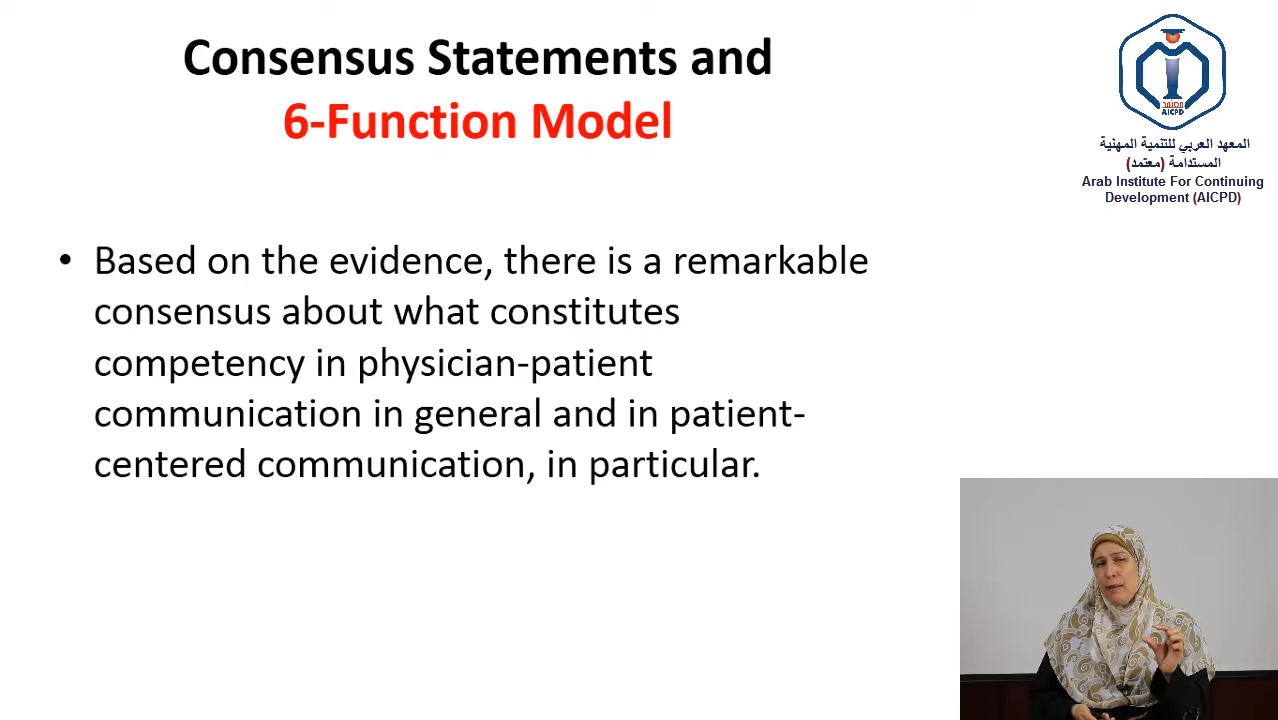 Consensus Statements and
6-Function Model
معتمد
AICPD
المعهد العربي للتنمية المهنية
المستدامة (معتمد)
Arab Institute For Continuing
Development (AICPD)
• Based on the evidence, there is a remarkable
consensus about what constitutes
competency in physician-patient
communication in general and in patient-
centered communication, in particular.